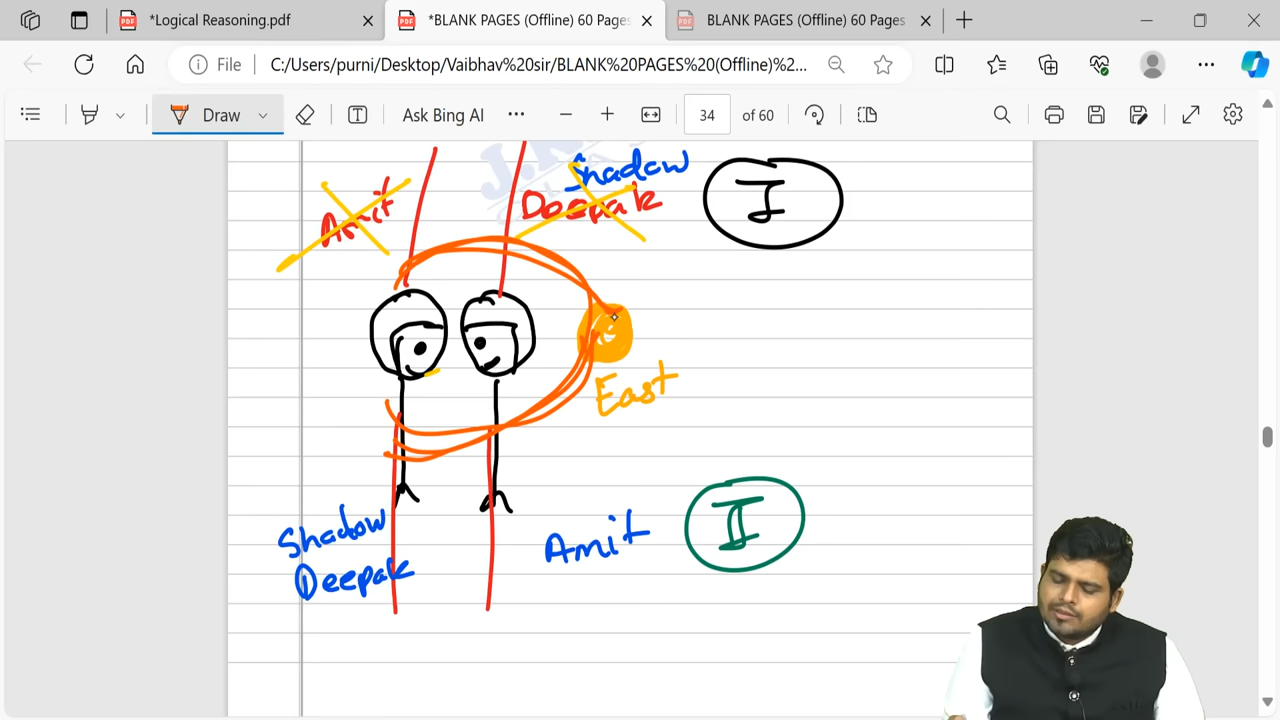 *Logical Reasoning.pdf
*BLANK PAGES (Offline) 60 Pages
BLANK PAGES (Offline) 60 Pages
File
C:/Users/purni/Desktop/Vaibhav%20sir/BLANK%20PAGES%20(Offline)%2...
Draw
Ask Bing AI
34
of 60
Shadow
Amit
Deepak
I
East
Shadow
Deepak
Amit
II